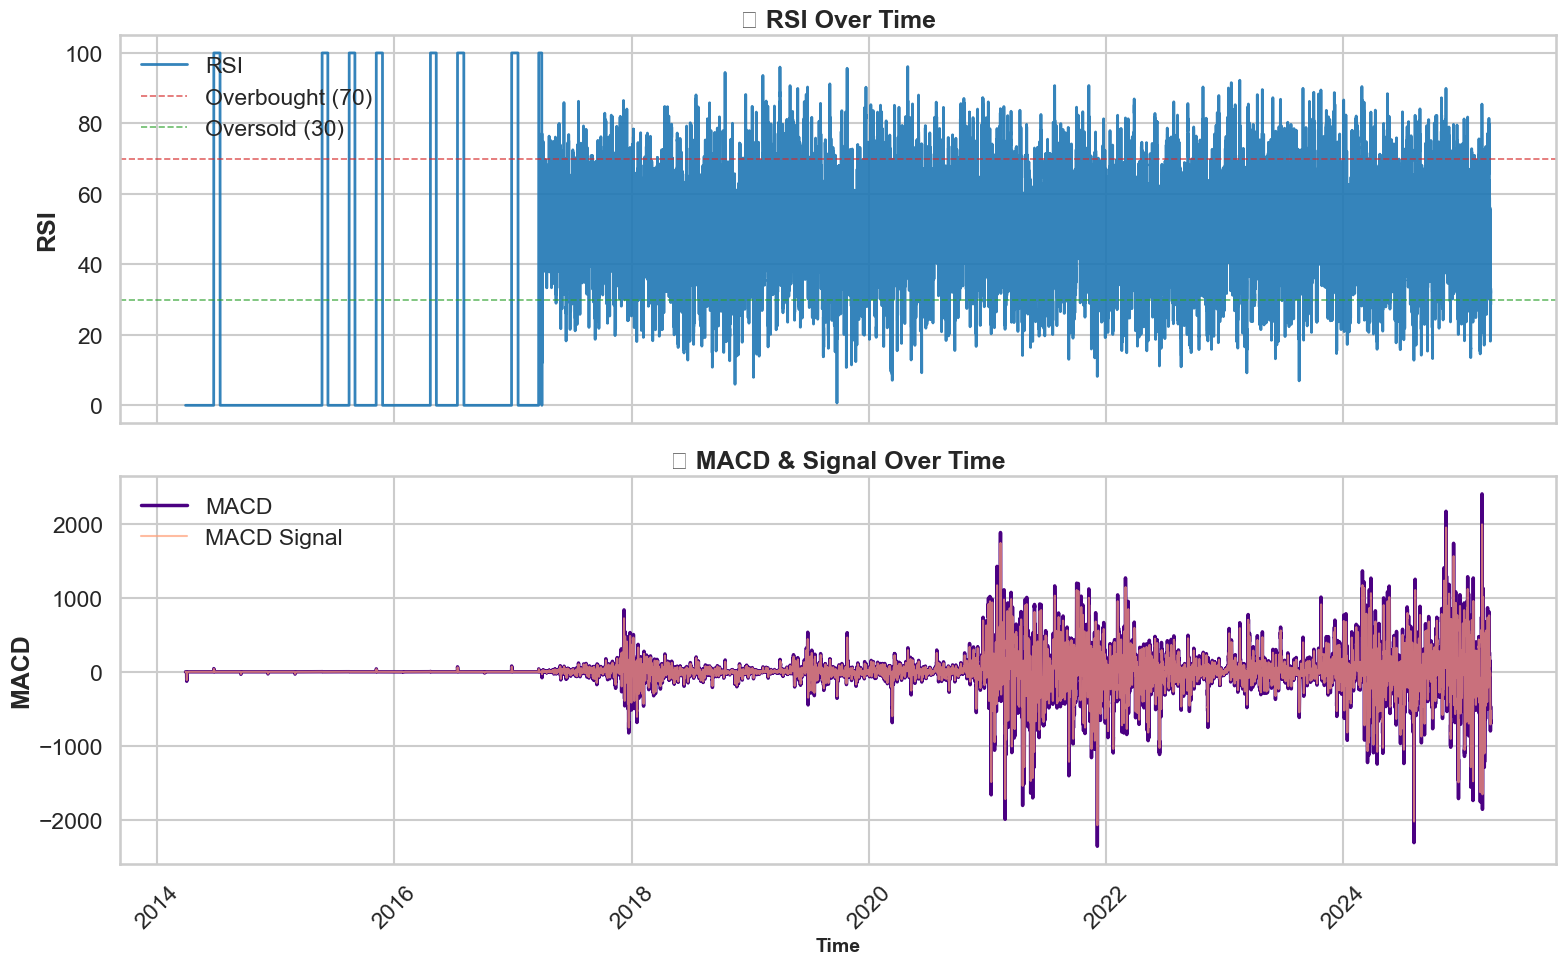 ▯ RSI Over Time
100
80
60
40
20
0
RSI
RSI
Overbought (70)
Oversold (30)
▯ MACD & Signal Over Time
2000
1000
0
−1000
−2000
MACD
MACD
MACD Signal
2014
2016
2018
2020
2022
2024
Time